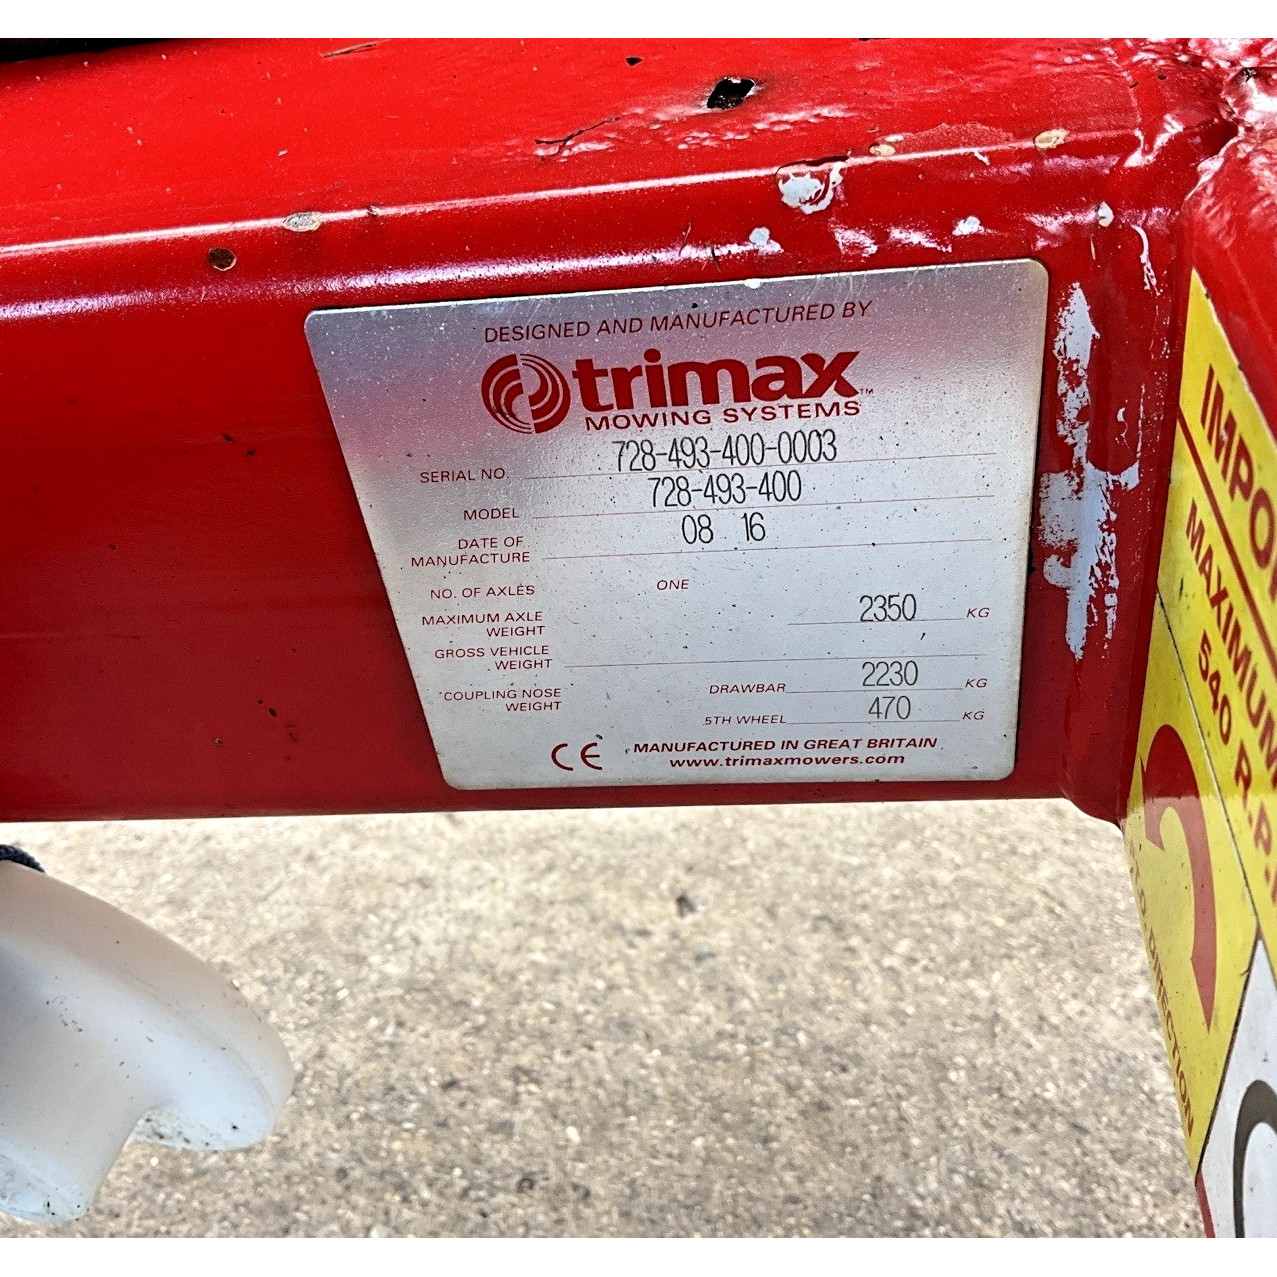 DESIGNED AND MANUFACTURED BY
trimax™
MOWING SYSTEMS
SERIAL NO. 728-493-400-0003
MODEL 728-493-400
DATE OF
MANUFACTURE 08 16
NO. OF AXLES ONE
MAXIMUM AXLE
WEIGHT 2350 KG
GROSS VEHICLE
WEIGHT
COUPLING NOSE
WEIGHT
DRAWBAR 2230 KG
5TH WHEEL 470 KG
CE
MANUFACTURED IN GREAT BRITAIN
www.trimaxmowers.com
MAXIMUM
540 R.P.
DIRECTION